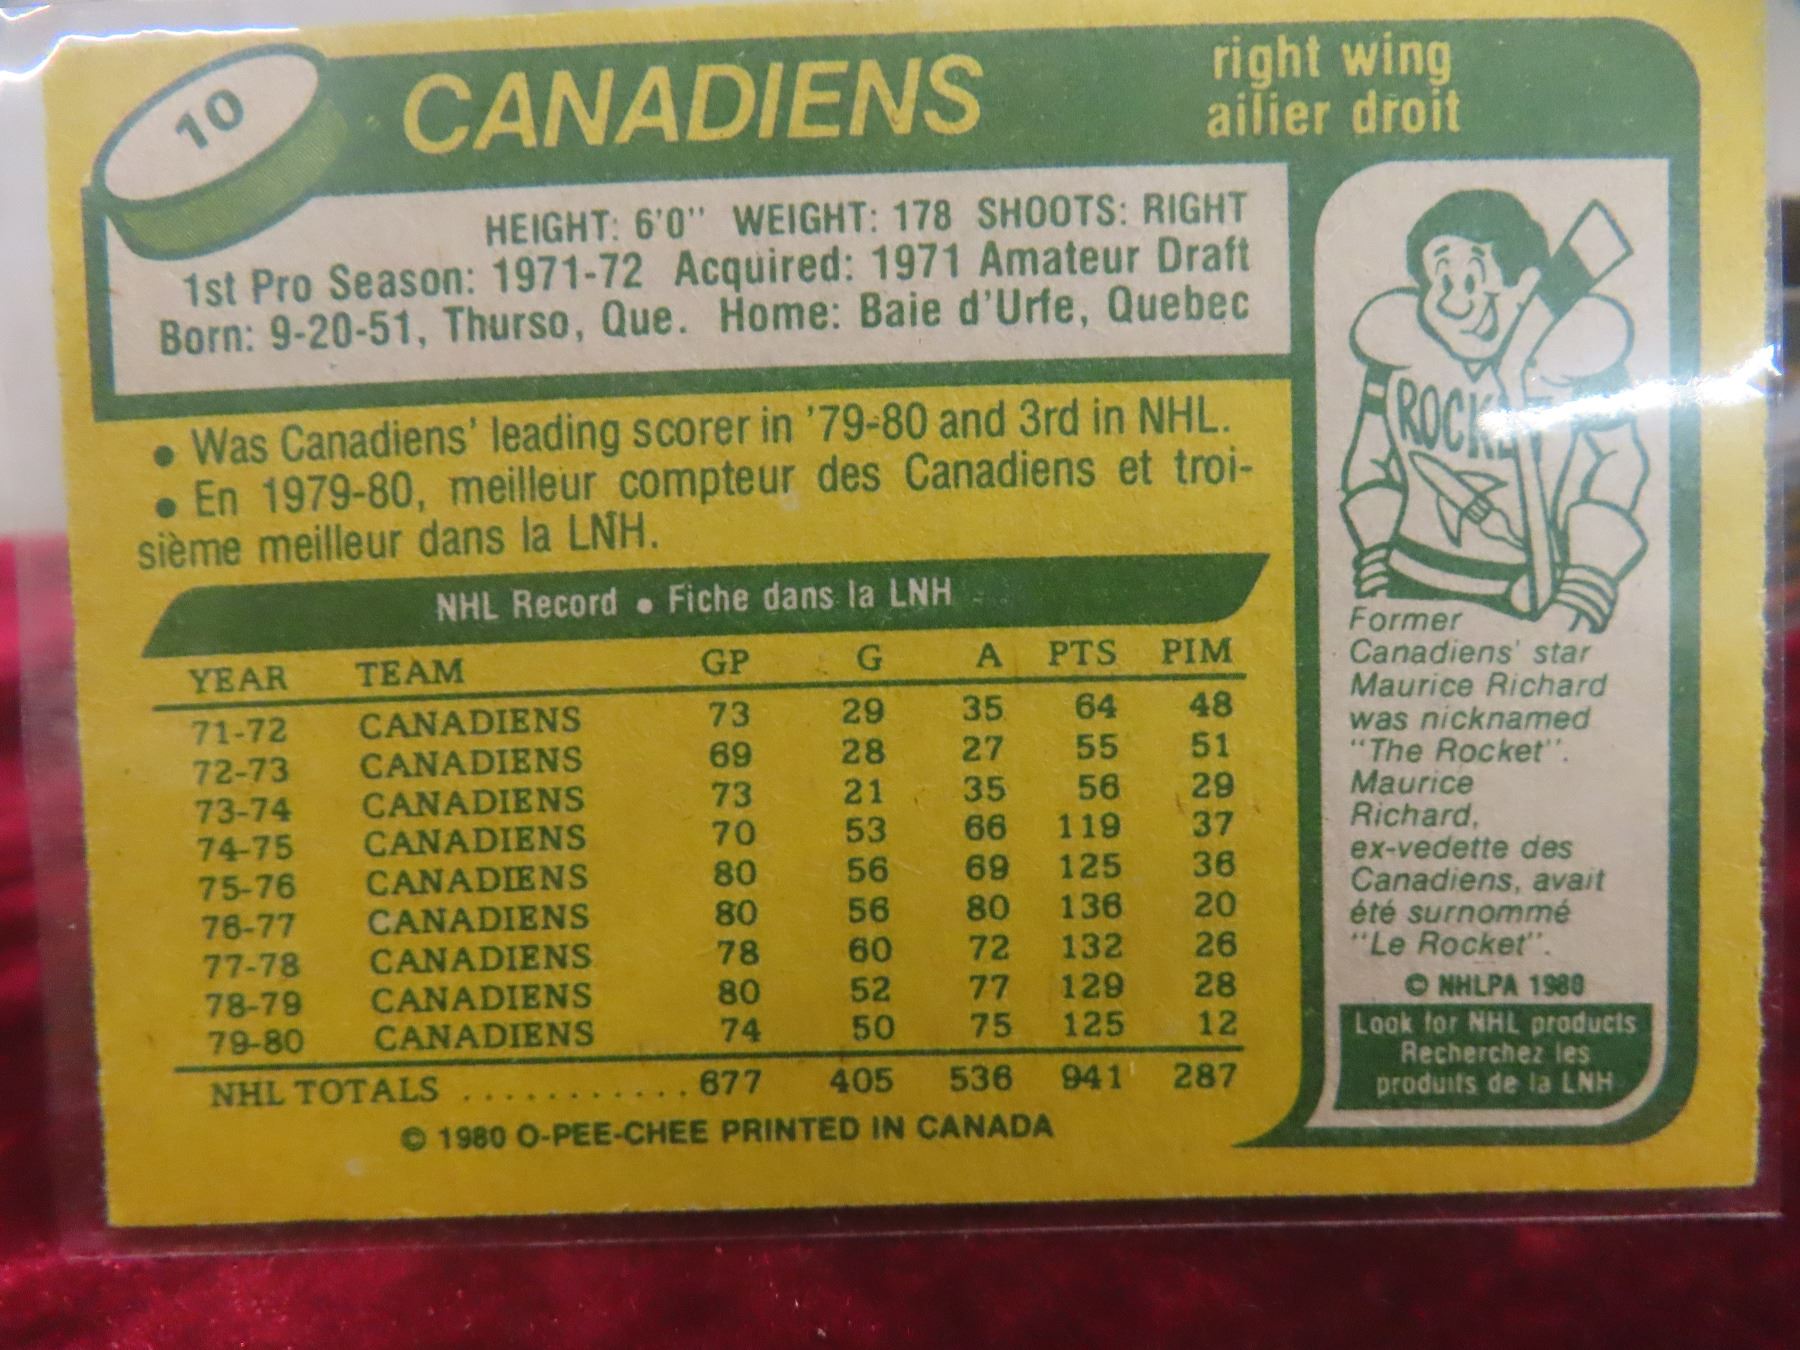 10
CANADIENS
right wing
ailier droit
HEIGHT: 6'0" WEIGHT: 178 SHOOTS: RIGHT
1st Pro Season: 1971-72 Acquired: 1971 Amateur Draft
Born: 9-20-51, Thurso, Que. Home: Baie d'Urfe, Quebec
• Was Canadiens' leading scorer in '79-80 and 3rd in NHL.
• En 1979-80, meilleur compteur des Canadiens et troi-
sième meilleur dans la LNH.
NHL Record • Fiche dans la LNH
YEAR TEAM GP G A PTS PIM
71-72 CANADIENS 73 29 35 64 48
72-73 CANADIENS 69 28 27 55 51
73-74 CANADIENS 73 21 35 56 29
74-75 CANADIENS 70 53 66 119 37
75-76 CANADIENS 80 56 69 125 36
76-77 CANADIENS 80 56 80 136 20
77-78 CANADIENS 78 60 72 132 26
78-79 CANADIENS 80 52 77 129 28
79-80 CANADIENS 74 50 75 125 12
NHL TOTALS ............ 677 405 536 941 287
© 1980 O-PEE-CHEE PRINTED IN CANADA
Former
Canadiens' star
Maurice Richard
was nicknamed
"The Rocket".
Maurice
Richard,
ex-vedette des
Canadiens, avait
été surnommé
"Le Rocket".
© NHLPA 1980
Look for NHL products
Recherchez les
produits de la LNH